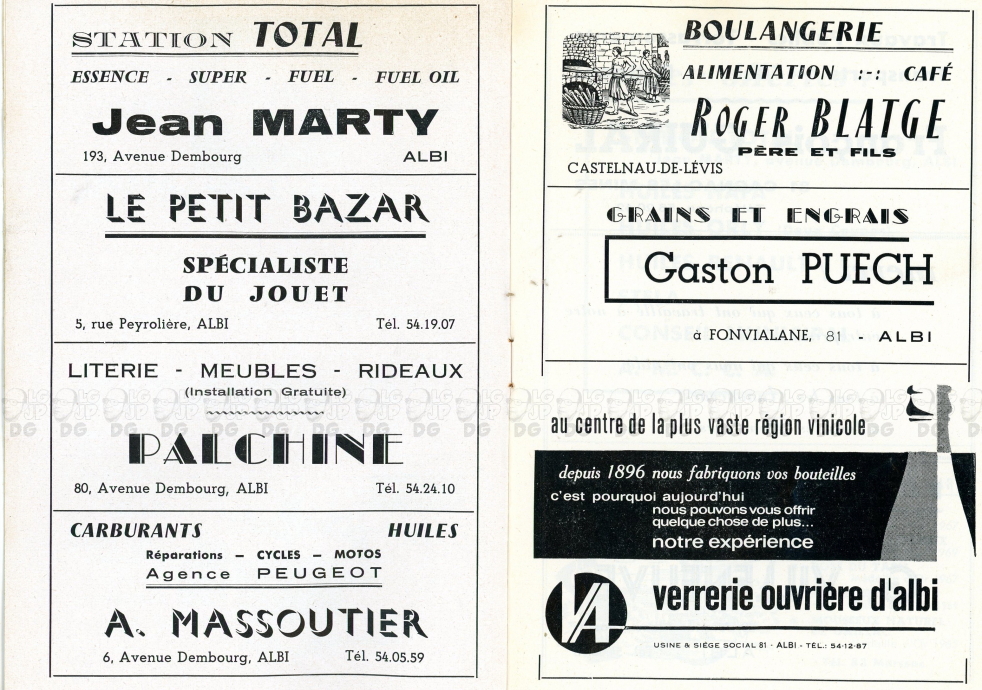 STATION TOTAL
ESSENCE - SUPER - FUEL - FUEL OIL
Jean MARTY
193, Avenue Dembourg ALBI
LE PETIT BAZAR
SPÉCIALISTE
DU JOUET
5, rue Peyrolière, ALBI Tél. 54.19.07
LITERIE - MEUBLES - RIDEAUX
(Installation Gratuite)
PALCHINE
80, Avenue Dembourg, ALBI Tél. 54.24.10
CARBURANTS HUILES
Réparations – CYCLES – MOTOS
Agence PEUGEOT
A. MASSOUTIER
6, Avenue Dembourg, ALBI Tél. 54.05.59
BOULANGERIE
ALIMENTATION :-: CAFÉ
ROGER BLATGE
PÈRE ET FILS
CASTELNAU-DE-LÉVIS
GRAINS ET ENGRAIS
Gaston PUECH
à FONVIALANE, 81 - ALBI
au centre de la plus vaste région vinicole
depuis 1896 nous fabriquons vos bouteilles
c'est pourquoi aujourd'hui
nous pouvons vous offrir
quelque chose de plus...
notre expérience
VA
verrerie ouvrière d'albi
USINE & SIÈGE SOCIAL 81 - ALBI - TÉL.: 54-12-87